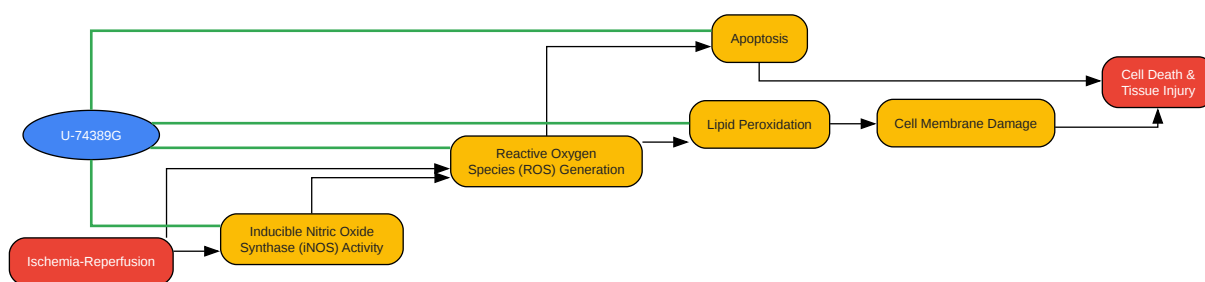 Apoptosis
Cell Death &
Tissue Injury
U-74389G
Lipid Peroxidation
Cell Membrane Damage
Reactive Oxygen
Species (ROS) Generation
Inducible Nitric Oxide
Synthase (iNOS) Activity
Ischemia-Reperfusion